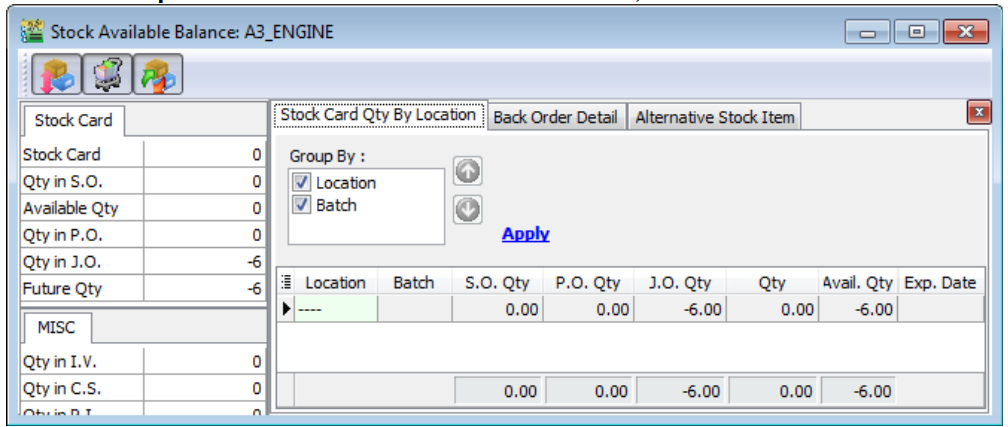 Stock Available Balance: A3_ENGINE
Stock Card
Stock Card 0
Qty in S.O. 0
Available Qty 0
Qty in P.O. 0
Qty in J.O. -6
Future Qty -6
MISC
Qty in I.V. 0
Qty in C.S. 0
Stock Card Qty By Location Back Order Detail Alternative Stock Item
Group By :
Location
Batch
Apply
Location Batch S.O. Qty P.O. Qty J.O. Qty Qty Avail. Qty Exp. Date
---- 0.00 0.00 -6.00 0.00 -6.00
0.00 0.00 -6.00 0.00 -6.00